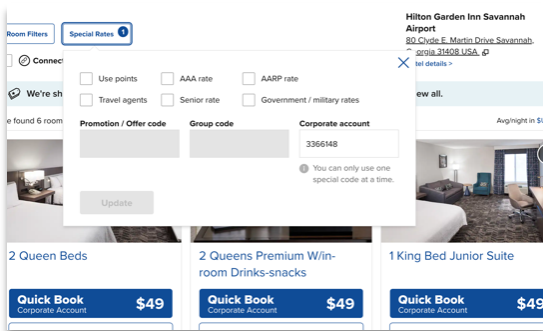 Room Filters
Special Rates 1
Hilton Garden Inn Savannah
Airport
80 Clyde E. Martin Drive Savannah,
orgia 31408 USA
tel details >
Connec
Use points
AAA rate
AARP rate
We're sh
ew all.
Travel agents
Senior rate
Government / military rates
e found 6 room
Avg/night in $U
Promotion / Offer code
Group code
Corporate account
3366148
You can only use one
special code at a time.
Update
2 Queen Beds
2 Queens Premium W/in-
room Drinks-snacks
1 King Bed Junior Suite
Quick Book
Corporate Account
$49
Quick Book
Corporate Account
$49
Quick Book
Corporate Account
$49